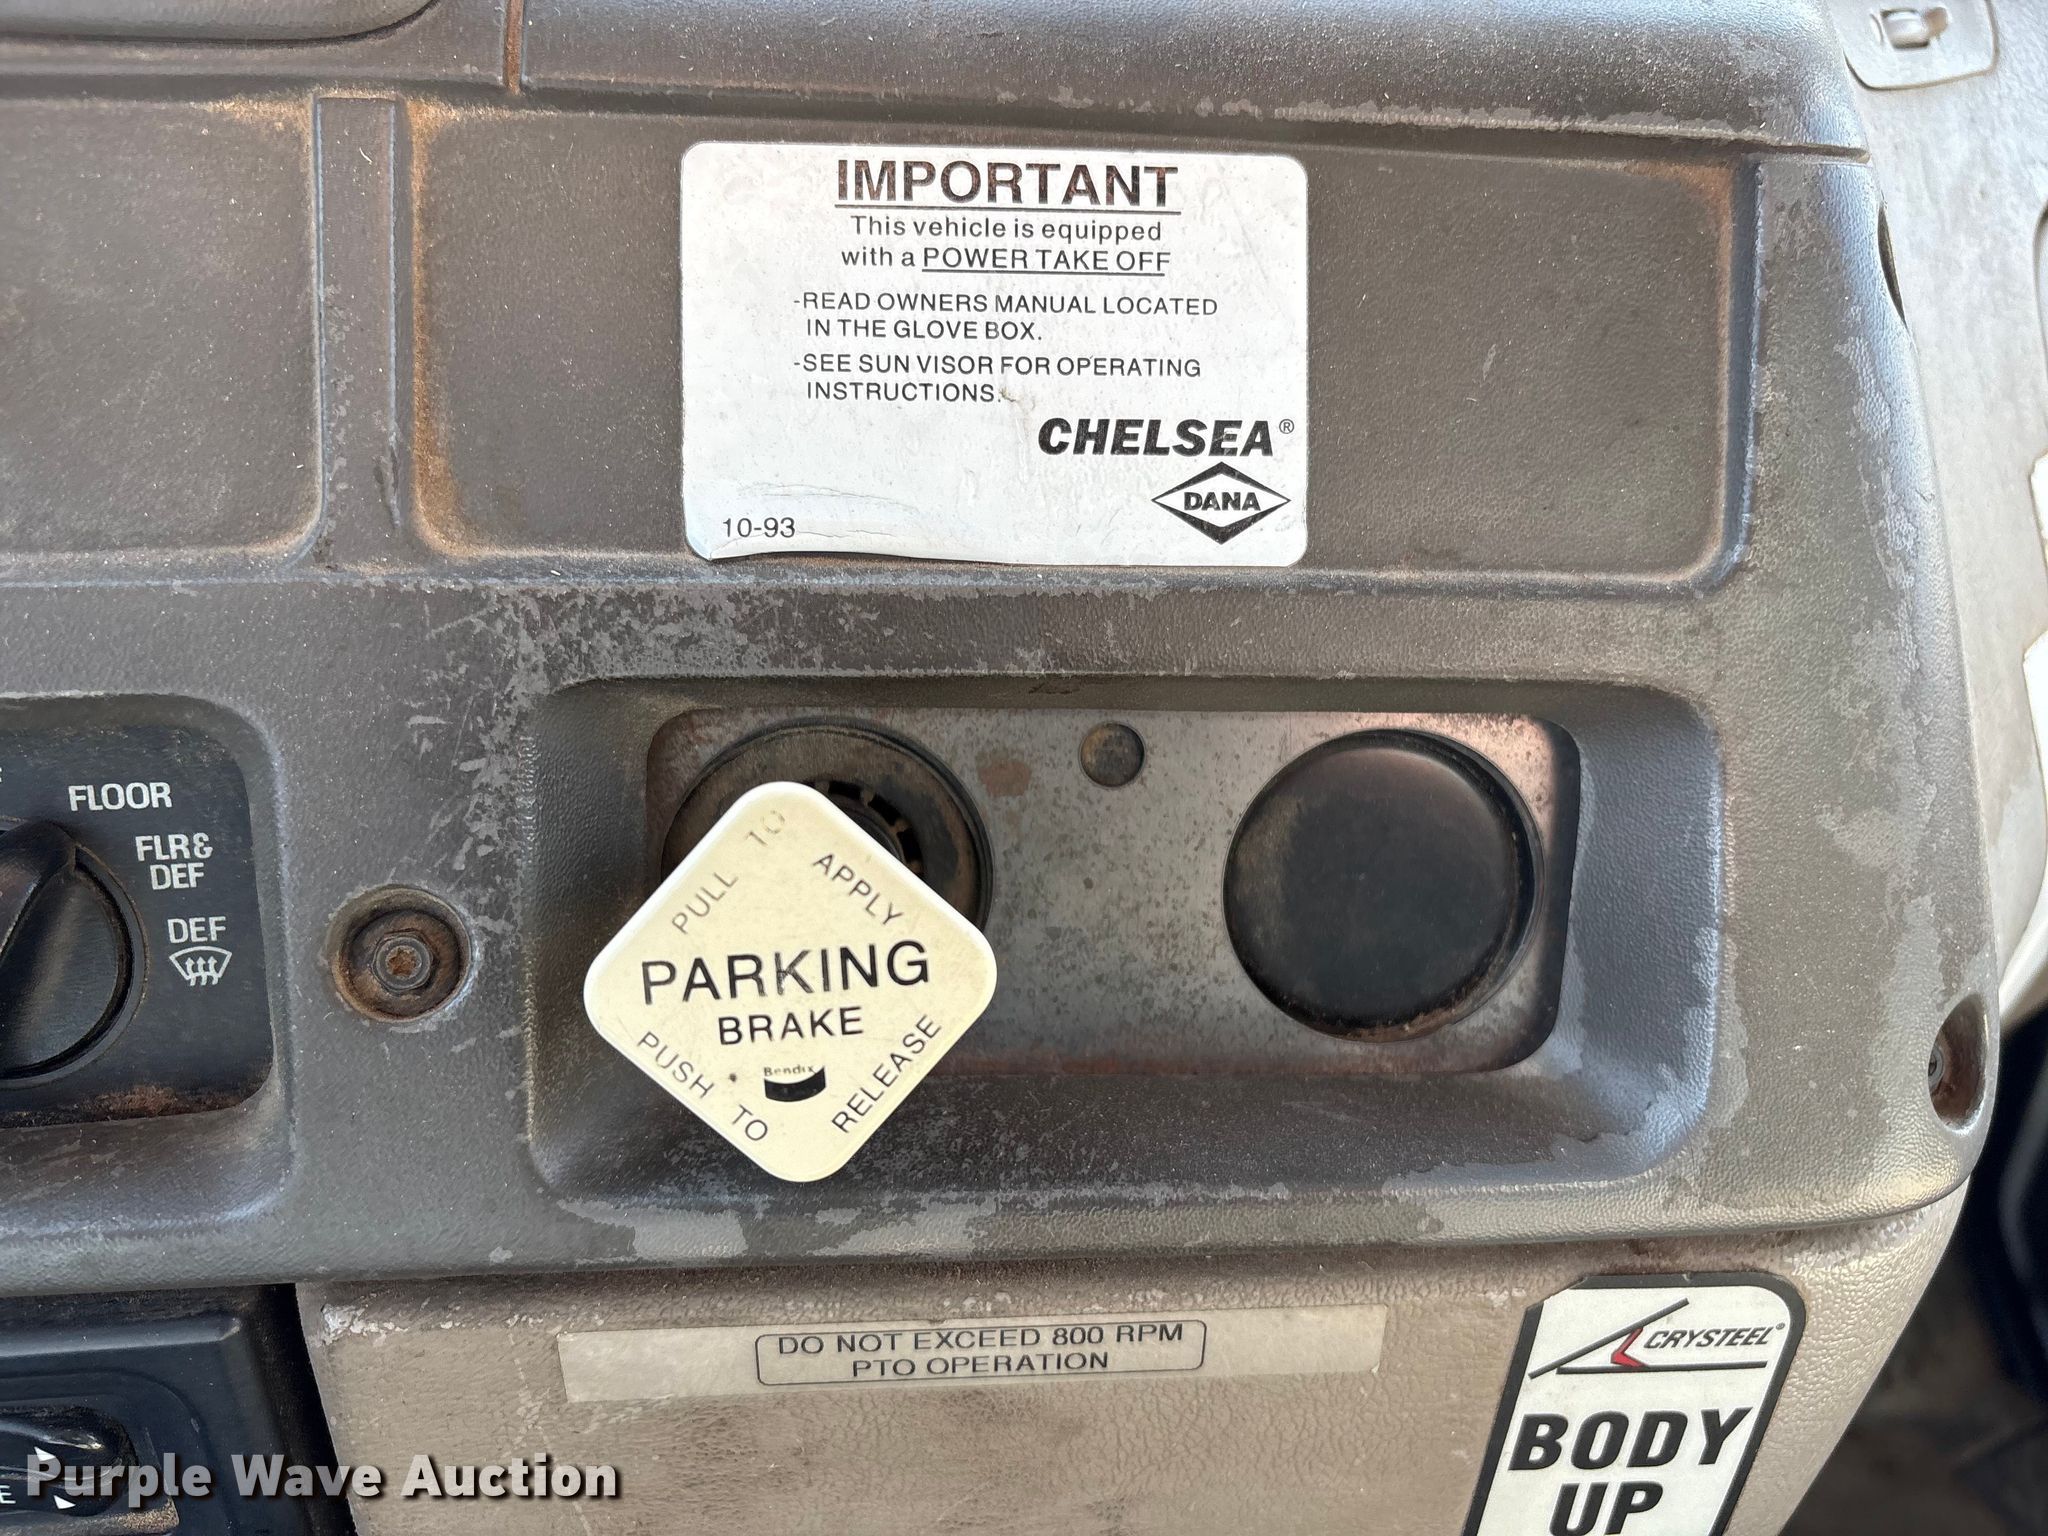 IMPORTANT
This vehicle is equipped
with a POWER TAKE OFF
-READ OWNERS MANUAL LOCATED
IN THE GLOVE BOX.
-SEE SUN VISOR FOR OPERATING
INSTRUCTIONS.
CHELSEA®
DANA®
10-93
FLOOR
FLR&
DEF
DEF
PULL TO APPLY
PARKING
BRAKE
Bendix
PUSH TO RELEASE
DO NOT EXCEED 800 RPM
PTO OPERATION
CRYSTEEL®
BODY
UP
E
Purple Wave Auction